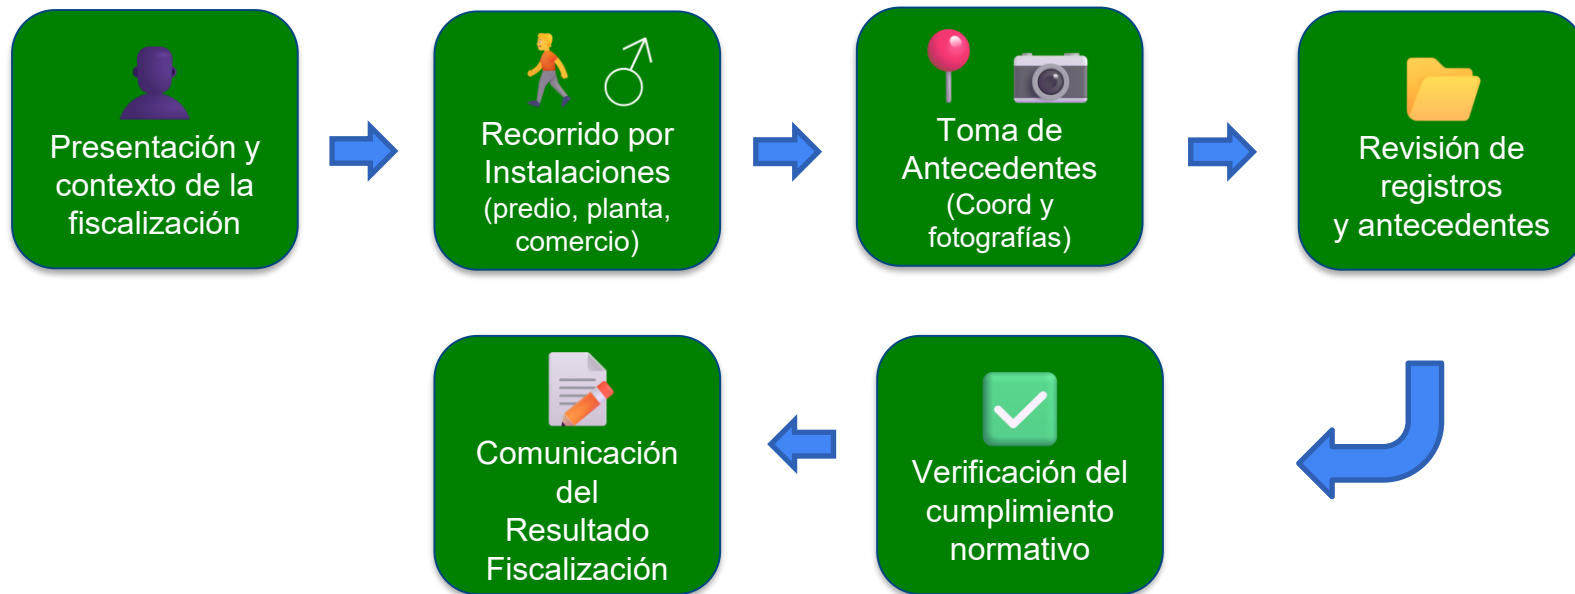 Presentación y
contexto de la
fiscalización
Recorrido por
Instalaciones
(predio, planta,
comercio)
Toma de
Antecedentes
(Coord y
fotografías)
Revisión de
registros
y antecedentes
Verificación del
cumplimiento
normativo
Comunicación
del
Resultado
Fiscalización